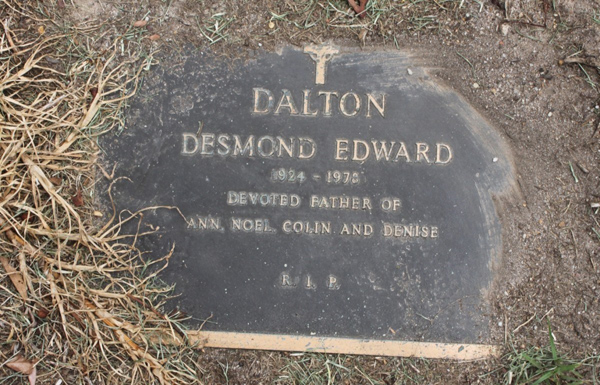 DALTON
DESMOND EDWARD
1924 - 1978
DEVOTED FATHER OF
ANN, NOEL, COLIN AND DENISE
R. I. P.